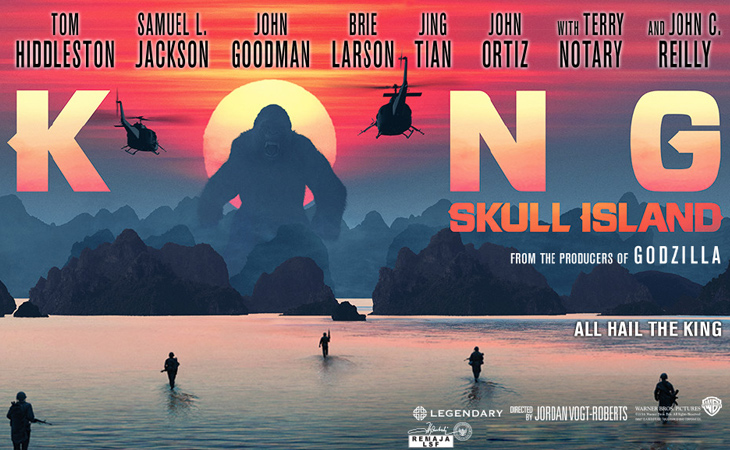 TOM HIDDLESTON
SAMUEL L. JACKSON
JOHN GOODMAN
BRIE LARSON
JING TIAN
JOHN ORTIZ
WITH TERRY NOTARY
AND JOHN C. REILLY
K NG
SKULL ISLAND
FROM THE PRODUCERS OF GODZILLA
ALL HAIL THE KING
LEGENDARY
DIRECTED BY JORDAN VOGT-ROBERTS
WARNER BROS. PICTURES
REMAJA
LSF